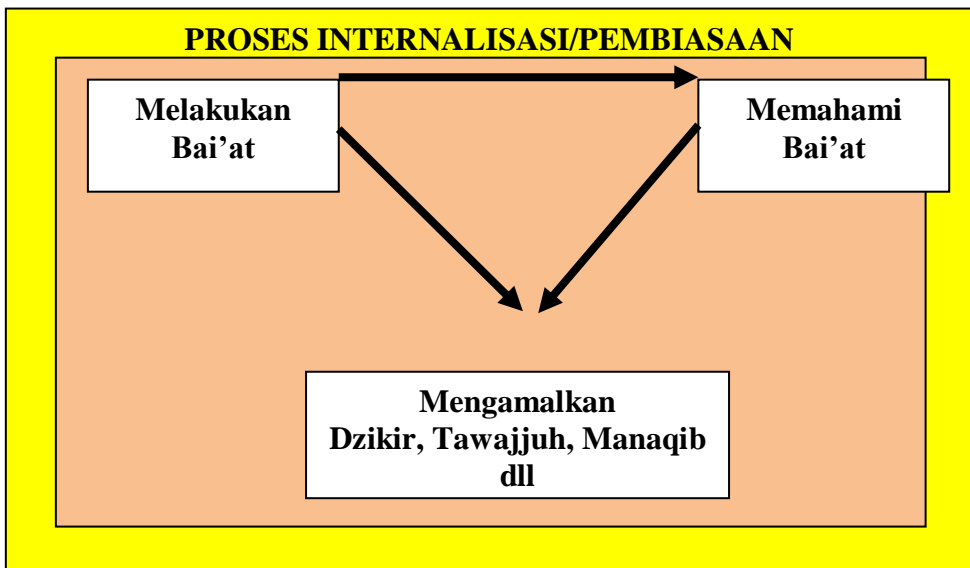 PROSES INTERNALISASI/PEMBIASAAN
Melakukan
Bai’at
Memahami
Bai’at
Mengamalkan
Dzikir, Tawajjuh, Manaqib
dll